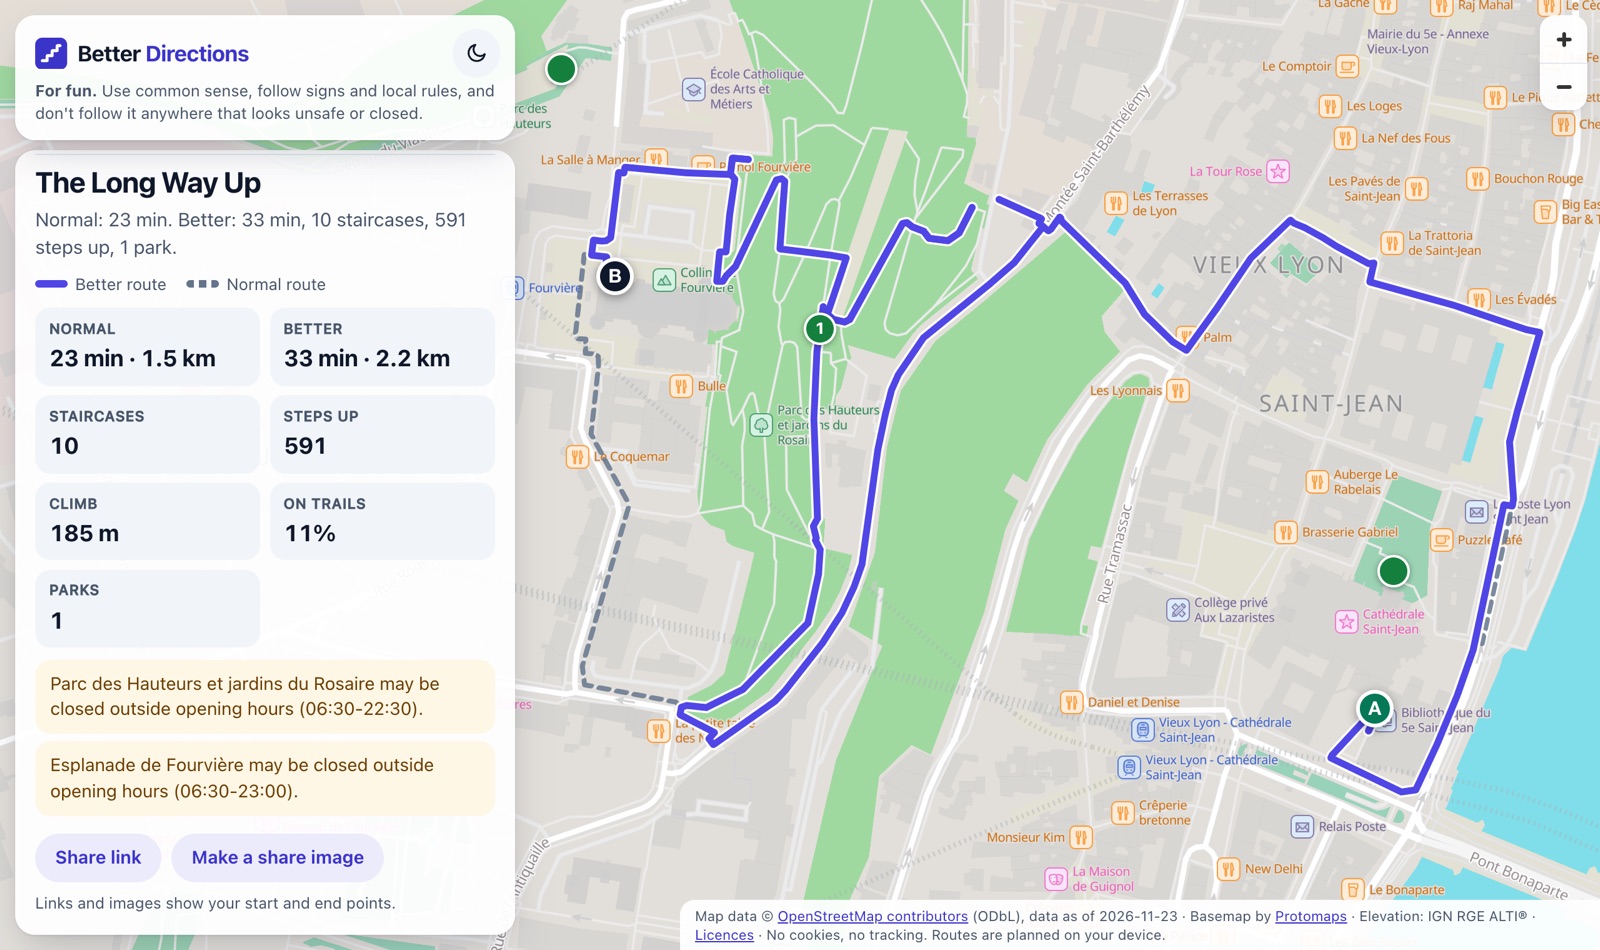 Better Directions
For fun. Use common sense, follow signs and local rules, and
don't follow it anywhere that looks unsafe or closed.
The Long Way Up
Normal: 23 min. Better: 33 min, 10 staircases, 591
steps up, 1 park.
Better route
Normal route
NORMAL
23 min · 1.5 km
BETTER
33 min · 2.2 km
STAIRCASES
10
STEPS UP
591
CLIMB
185 m
ON TRAILS
11%
PARKS
1
Parc des Hauteurs et jardins du Rosaire may be
closed outside opening hours (06:30-22:30).
Esplanade de Fourvière may be closed outside
opening hours (06:30-23:00).
Share link
Make a share image
Links and images show your start and end points.
École Catholique
des Arts et
Métiers
La Salle à Manger
Fourvière
B
Fourvière
Fourvière
1
Bulle
Parc des Hauteurs
et jardins du
Coquemar
Montée Saint-Barthélémy
La Gache
Raj Mahal
Mairie du 5e - Annexe
Vieux-Lyon
Le Comptoir
Les Loges
La Nef des Fous
La Tour Rose
Les Pavés de
Saint-Jean
Bouchon Rouge
Les Terrasses
de Lyon
La Trattoria
de Saint-Jean
VIEUX LYON
Les Évadés
Palm
Les Lyonnais
SAINT-JEAN
Auberge Le
Rabelais
Brasserie Gabriel
Rue Tramassac
Collège privé
Aux Lazaristes
Cathédrale
Saint-Jean
A
Bibliothèque du
5e Saint-Jean
Daniel et Denise
Vieux Lyon - Cathédrale
Saint-Jean
Vieux Lyon - Cathédrale
Saint-Jean
Crêperie
bretonne
Monsieur Kim
Relais Poste
La Maison
de Guignol
New Delhi
Le Bonaparte
Pont Bonaparte
+
−
Map data © OpenStreetMap contributors (ODbL), data as of 2026-11-23 · Basemap by Protomaps · Elevation: IGN RGE ALTI® ·
Licences · No cookies, no tracking. Routes are planned on your device.